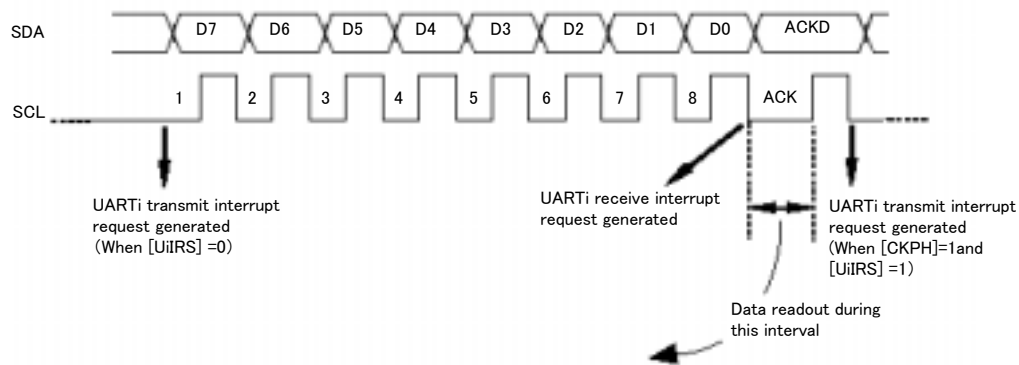 SDA D7 D6 D5 D4 D3 D2 D1 D0 ACKD
SCL 1 2 3 4 5 6 7 8 ACK
UARTi transmit interrupt
request generated
(When [UiIRS] =0)
UARTi receive interrupt
request generated
UARTi transmit interrupt
request generated
(When [CKPH]=1and
[UiIRS] =1)
Data readout during
this interval